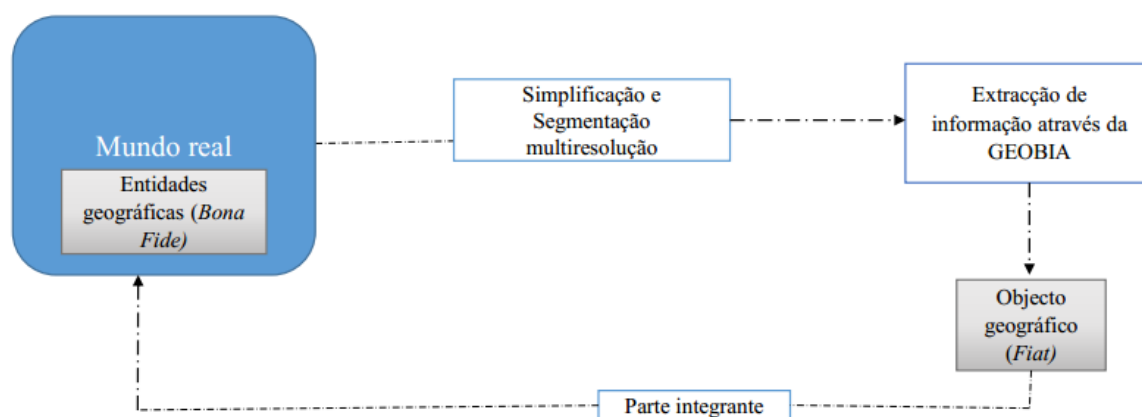 Mundo real
Entidades
geográficas (Bona
Fide)
Simplificação e
Segmentação
multiresolução
Extracção de
informação através da
GEOBIA
Objecto
geográfico
(Fiat)
Parte integrante